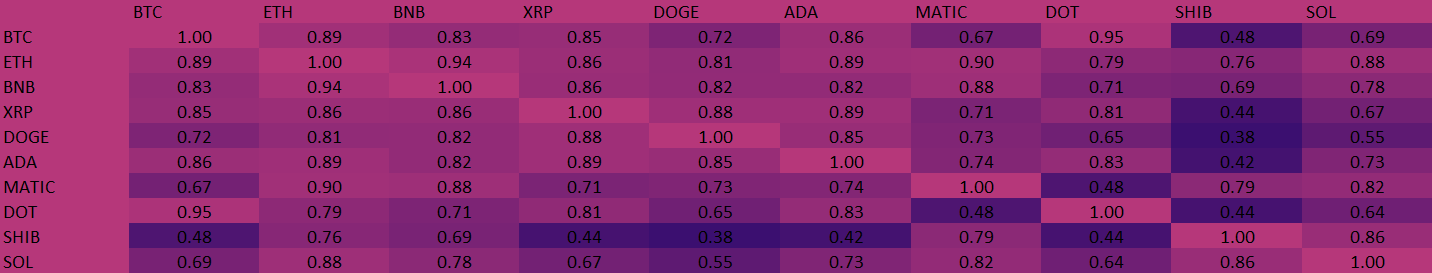 BTC ETH BNB XRP DOGE ADA MATIC DOT SHIB SOL
BTC 1.00 0.89 0.83 0.85 0.72 0.86 0.67 0.95 0.48 0.69
ETH 0.89 1.00 0.94 0.86 0.81 0.89 0.90 0.79 0.76 0.88
BNB 0.83 0.94 1.00 0.86 0.82 0.82 0.88 0.71 0.69 0.78
XRP 0.85 0.86 0.86 1.00 0.88 0.89 0.71 0.81 0.44 0.67
DOGE 0.72 0.81 0.82 0.88 1.00 0.85 0.73 0.65 0.38 0.55
ADA 0.86 0.89 0.82 0.89 0.85 1.00 0.74 0.83 0.42 0.73
MATIC 0.67 0.90 0.88 0.71 0.73 0.74 1.00 0.48 0.79 0.82
DOT 0.95 0.79 0.71 0.81 0.65 0.83 0.48 1.00 0.44 0.64
SHIB 0.48 0.76 0.69 0.44 0.38 0.42 0.79 0.44 1.00 0.86
SOL 0.69 0.88 0.78 0.67 0.55 0.73 0.82 0.64 0.86 1.00